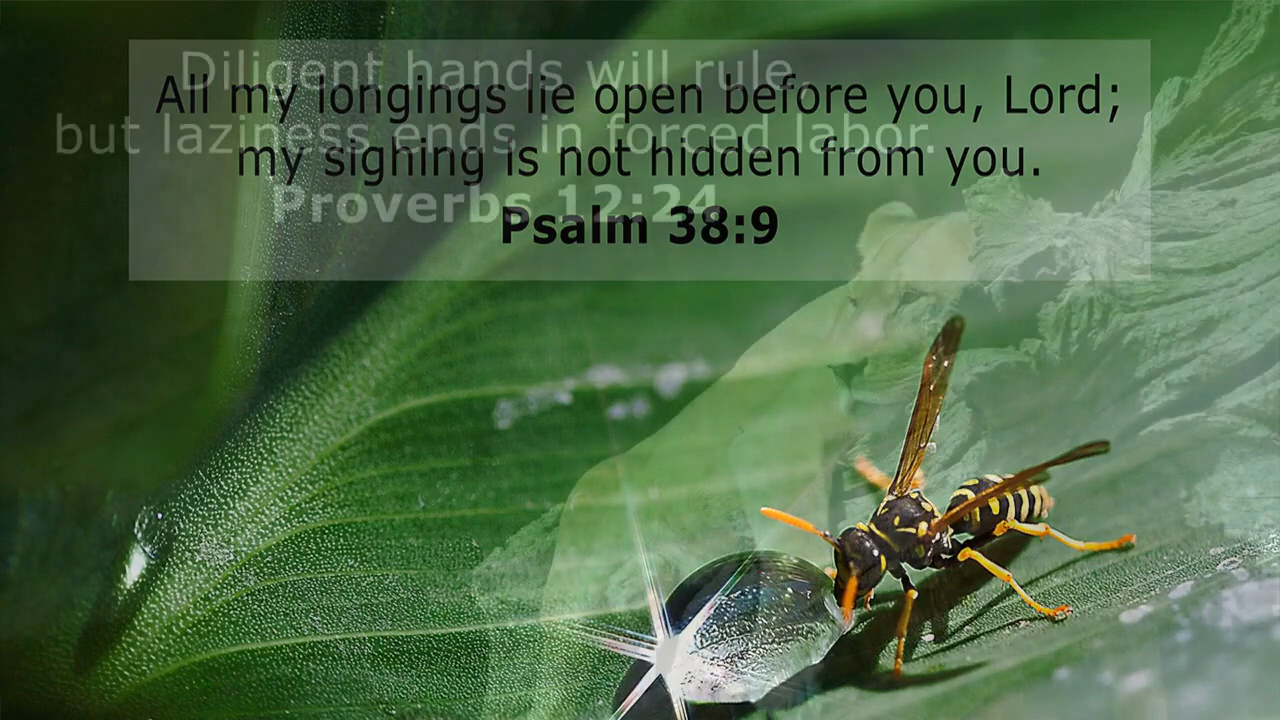 Diligent hands will rule,
but laziness ends in forced labor.
Proverbs 12:24
All my longings lie open before you, Lord;
my sighing is not hidden from you.
Psalm 38:9